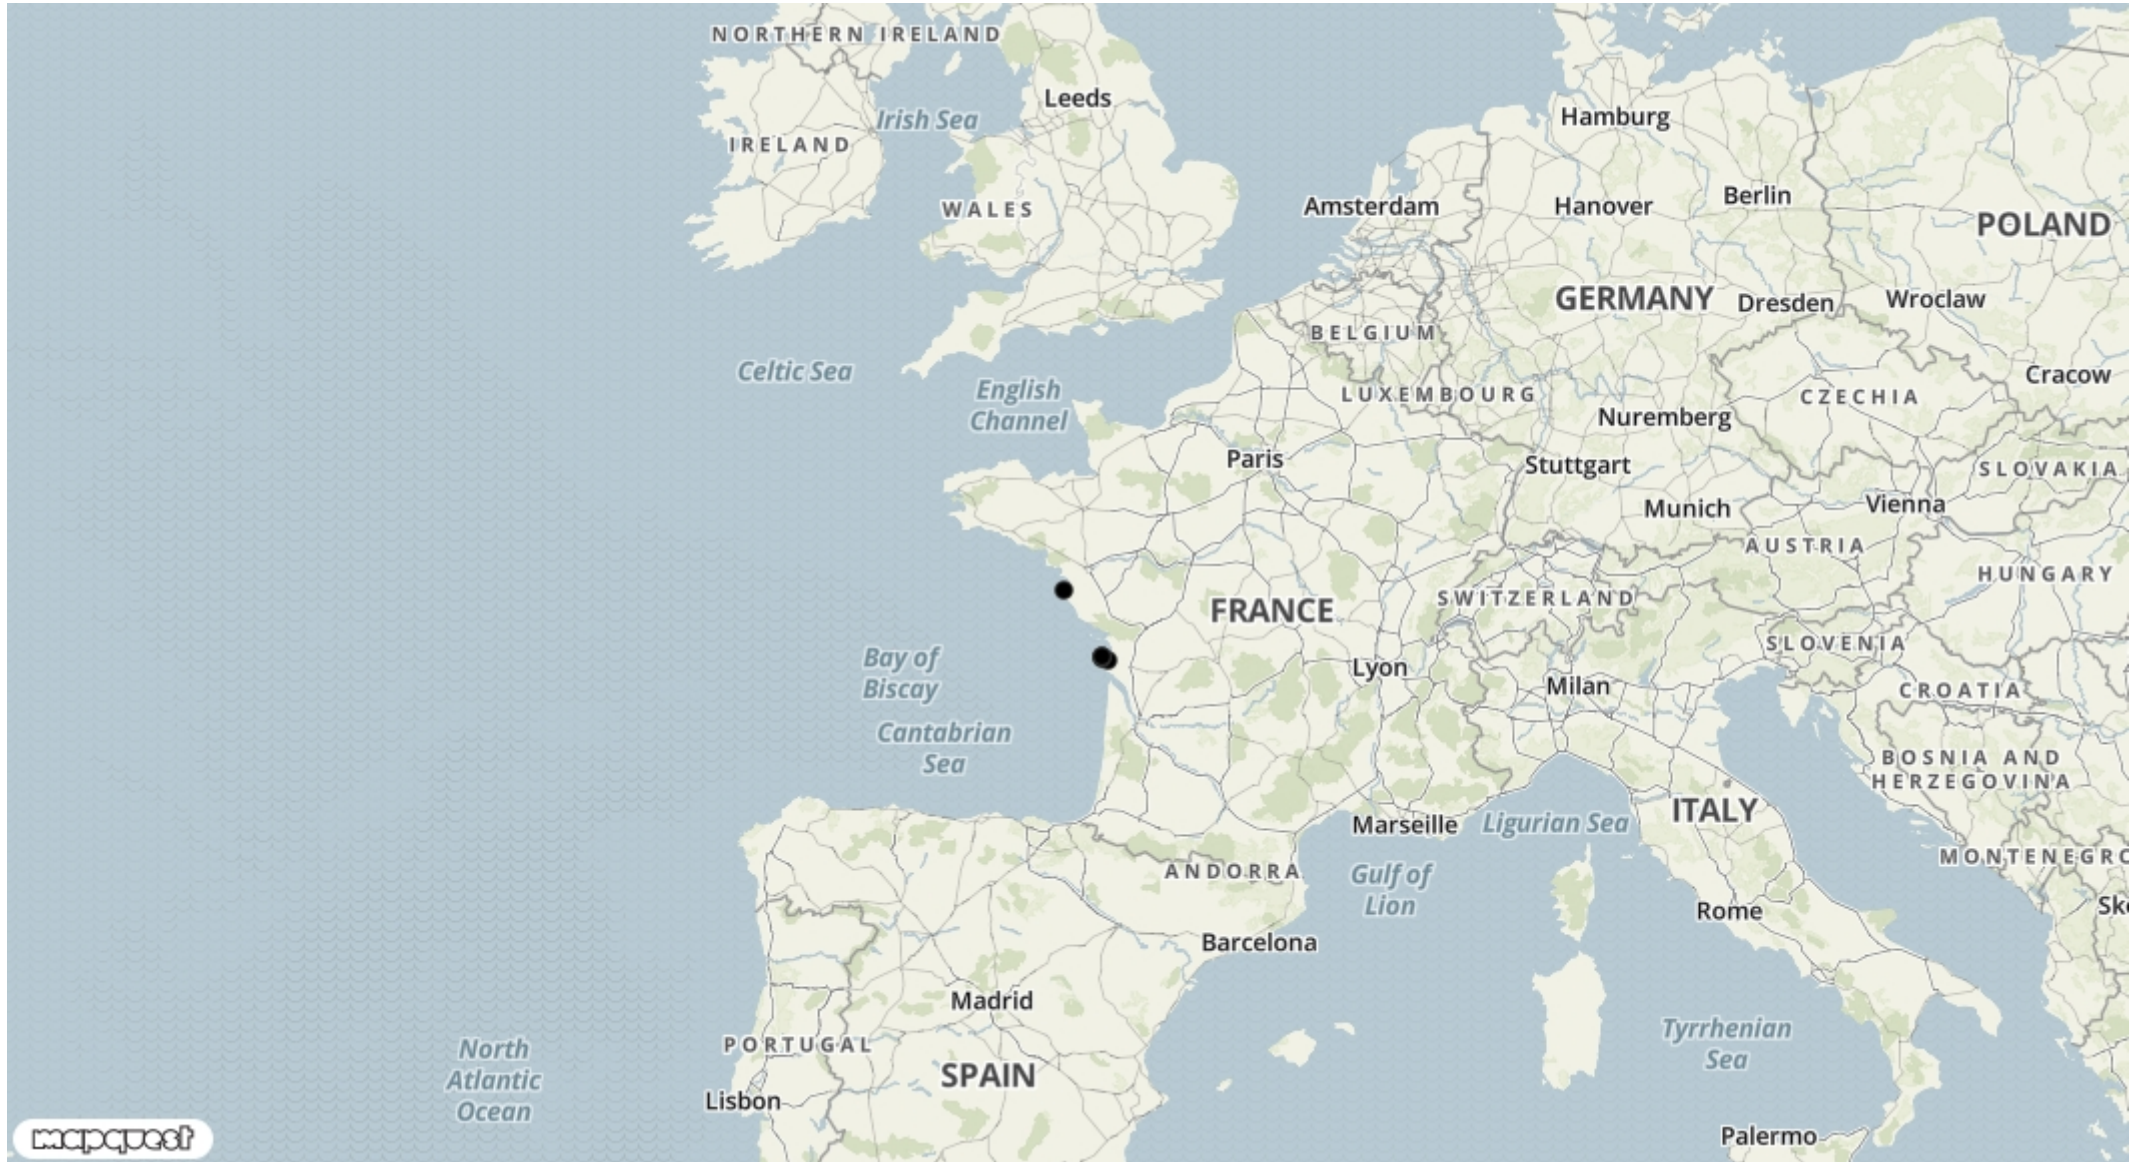 NORTHERN IRELAND
Leeds
Irish Sea
IRELAND
WALES
Hamburg
Amsterdam
Hanover
Berlin
POLAND
GERMANY
Dresden
Wroclaw
BELGIUM
Celtic Sea
English
Channel
LUXEMBOURG
Cracow
CZECHIA
Nuremberg
Paris
Stuttgart
SLOVAKIA
Munich
Vienna
AUSTRIA
HUNGARY
SWITZERLAND
FRANCE
SLOVENIA
Bay of
Biscay
Lyon
Milan
CROATIA
Cantabrian
Sea
BOSNIA AND
HERZEGOVINA
ITALY
Marseille
Ligurian Sea
MONTENEGRO
ANDORRA
Gulf of
Lion
Rome
Sk
Barcelona
Madrid
PORTUGAL
Tyrrhenian
Sea
North
Atlantic
Ocean
SPAIN
Lisbon
mapquest
Palermo